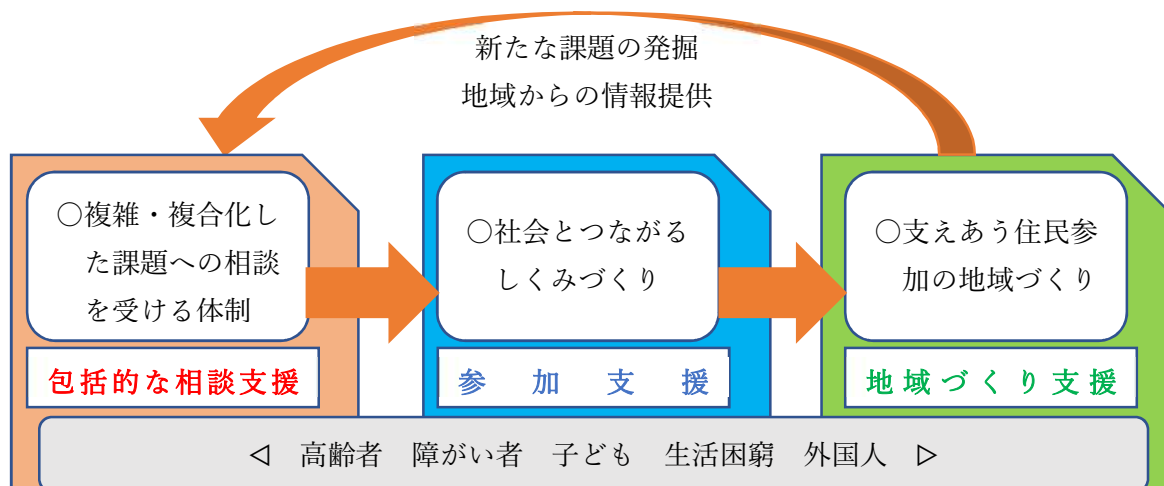 新たな課題の発掘
地域からの情報提供
○複雑・複合化し
た課題への相談
を受ける体制
○社会とつながる
しくみづくり
○支えあう住民参
加の地域づくり
包括的な相談支援
参加支援
地域づくり支援
◁ 高齢者 障がい者 子ども 生活困窮 外国人 ▷